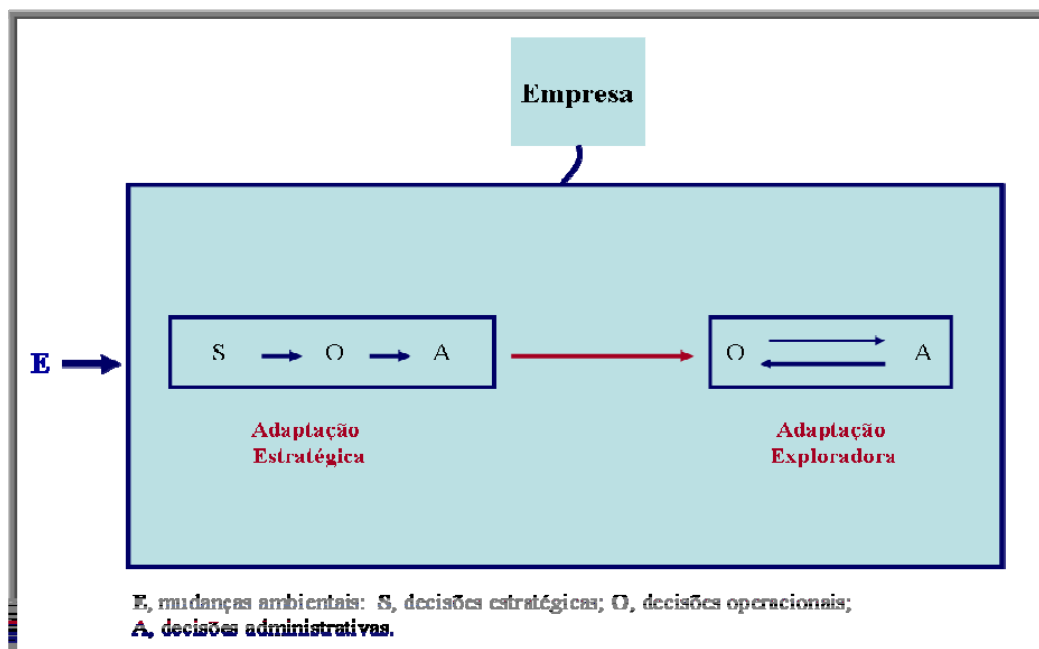 Empresa
E
S O A
O A
Adaptação
Estratégica
Adaptação
Exploradora
E, mudanças ambientais: S, decisões estratégicas; O, decisões operacionais;
A, decisões administrativas.